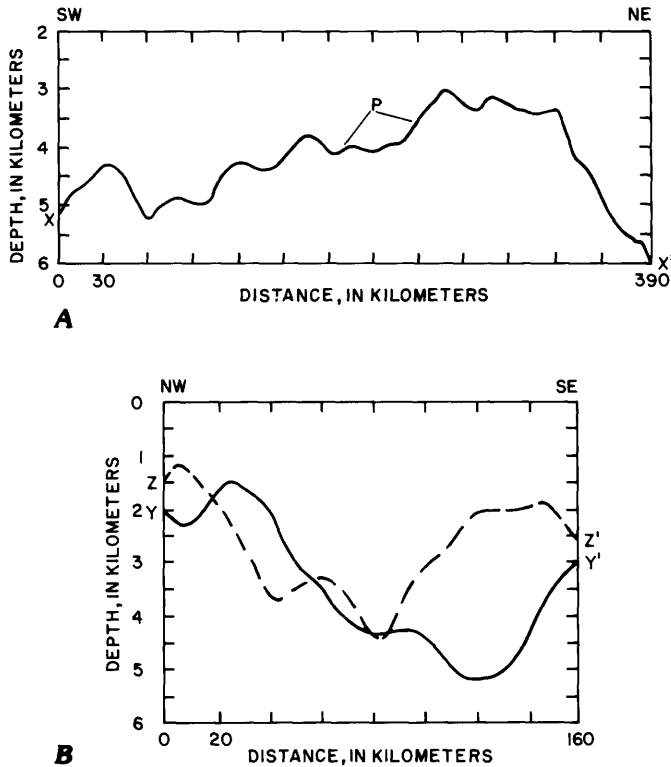 SW NE
2
3
4
5
6
DEPTH, IN KILOMETERS
P
X
X'
0 30 390
DISTANCE, IN KILOMETERS
A
NW SE
0
1
2
3
4
5
6
DEPTH, IN KILOMETERS
Z
Y
Z'
Y'
0 20 160
DISTANCE, IN KILOMETERS
B